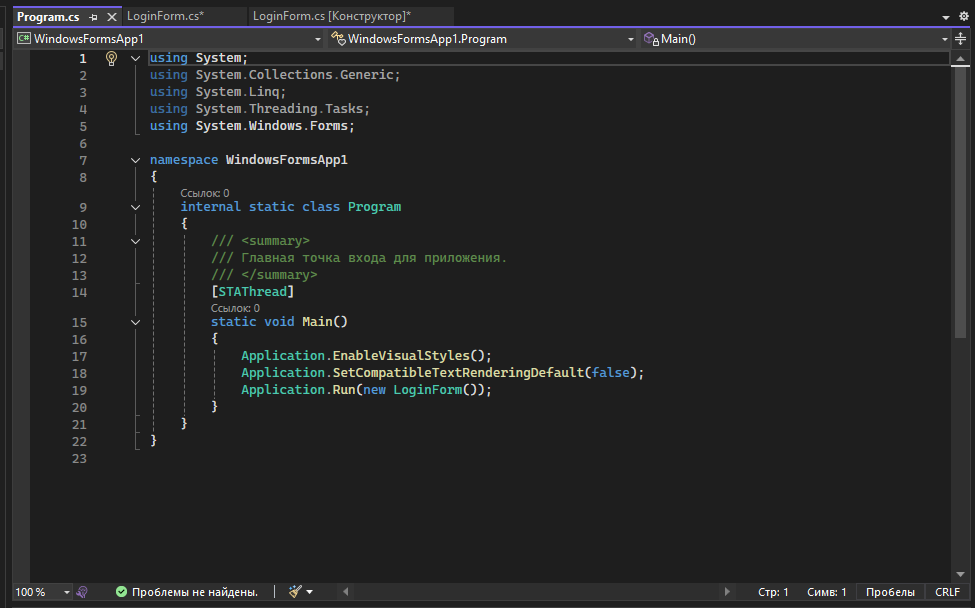 Program.cs LoginForm.cs* LoginForm.cs [Конструктор]*
WindowsFormsApp1 WindowsFormsApp1.Program Main()
1 using System;
2 using System.Collections.Generic;
3 using System.Linq;
4 using System.Threading.Tasks;
5 using System.Windows.Forms;
6
7 namespace WindowsFormsApp1
8 {
Ссылок: 0
9 internal static class Program
10 {
11 /// <summary>
12 /// Главная точка входа для приложения.
13 /// </summary>
14 [STAThread]
Ссылок: 0
15 static void Main()
16 {
17 Application.EnableVisualStyles();
18 Application.SetCompatibleTextRenderingDefault(false);
19 Application.Run(new LoginForm());
20 }
21 }
22 }
23
100 % Проблемы не найдены. Стр: 1 Симв: 1 Пробелы CRLF